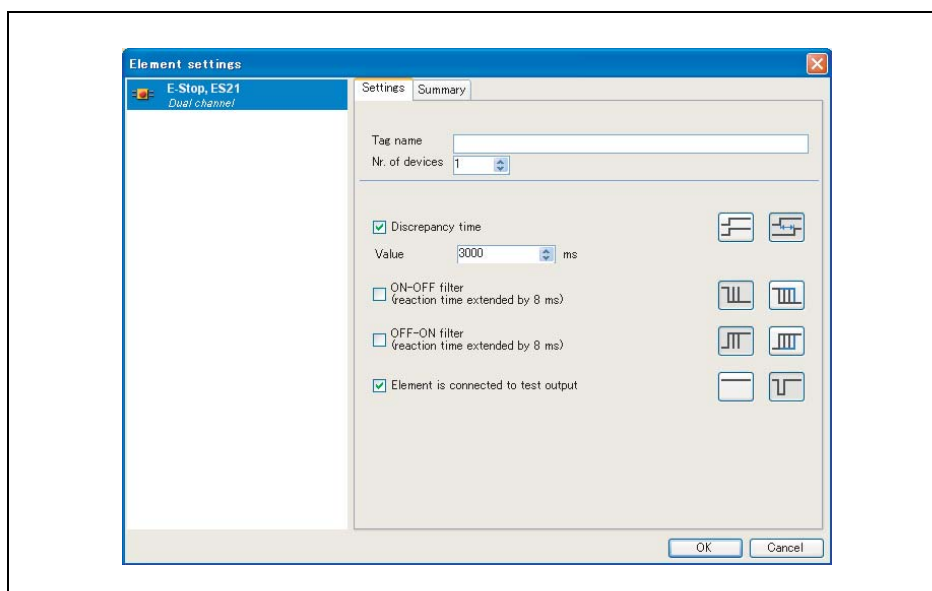 Element settings
E-Stop, ES21
Dual channel
Settings
Summary
Tag name
Nr. of devices 1
Discrepancy time
Value 3000 ms
ON-OFF filter
(reaction time extended by 8 ms)
OFF-ON filter
(reaction time extended by 8 ms)
Element is connected to test output
OK
Cancel